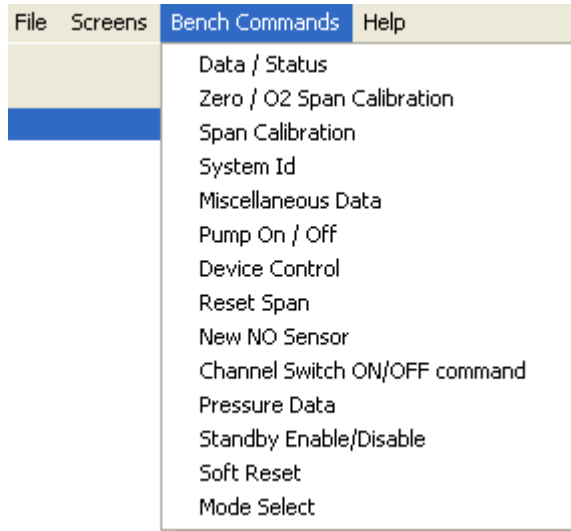 File Screens Bench Commands Help
Data / Status
Zero / O2 Span Calibration
Span Calibration
System Id
Miscellaneous Data
Pump On / Off
Device Control
Reset Span
New NO Sensor
Channel Switch ON/OFF command
Pressure Data
Standby Enable/Disable
Soft Reset
Mode Select